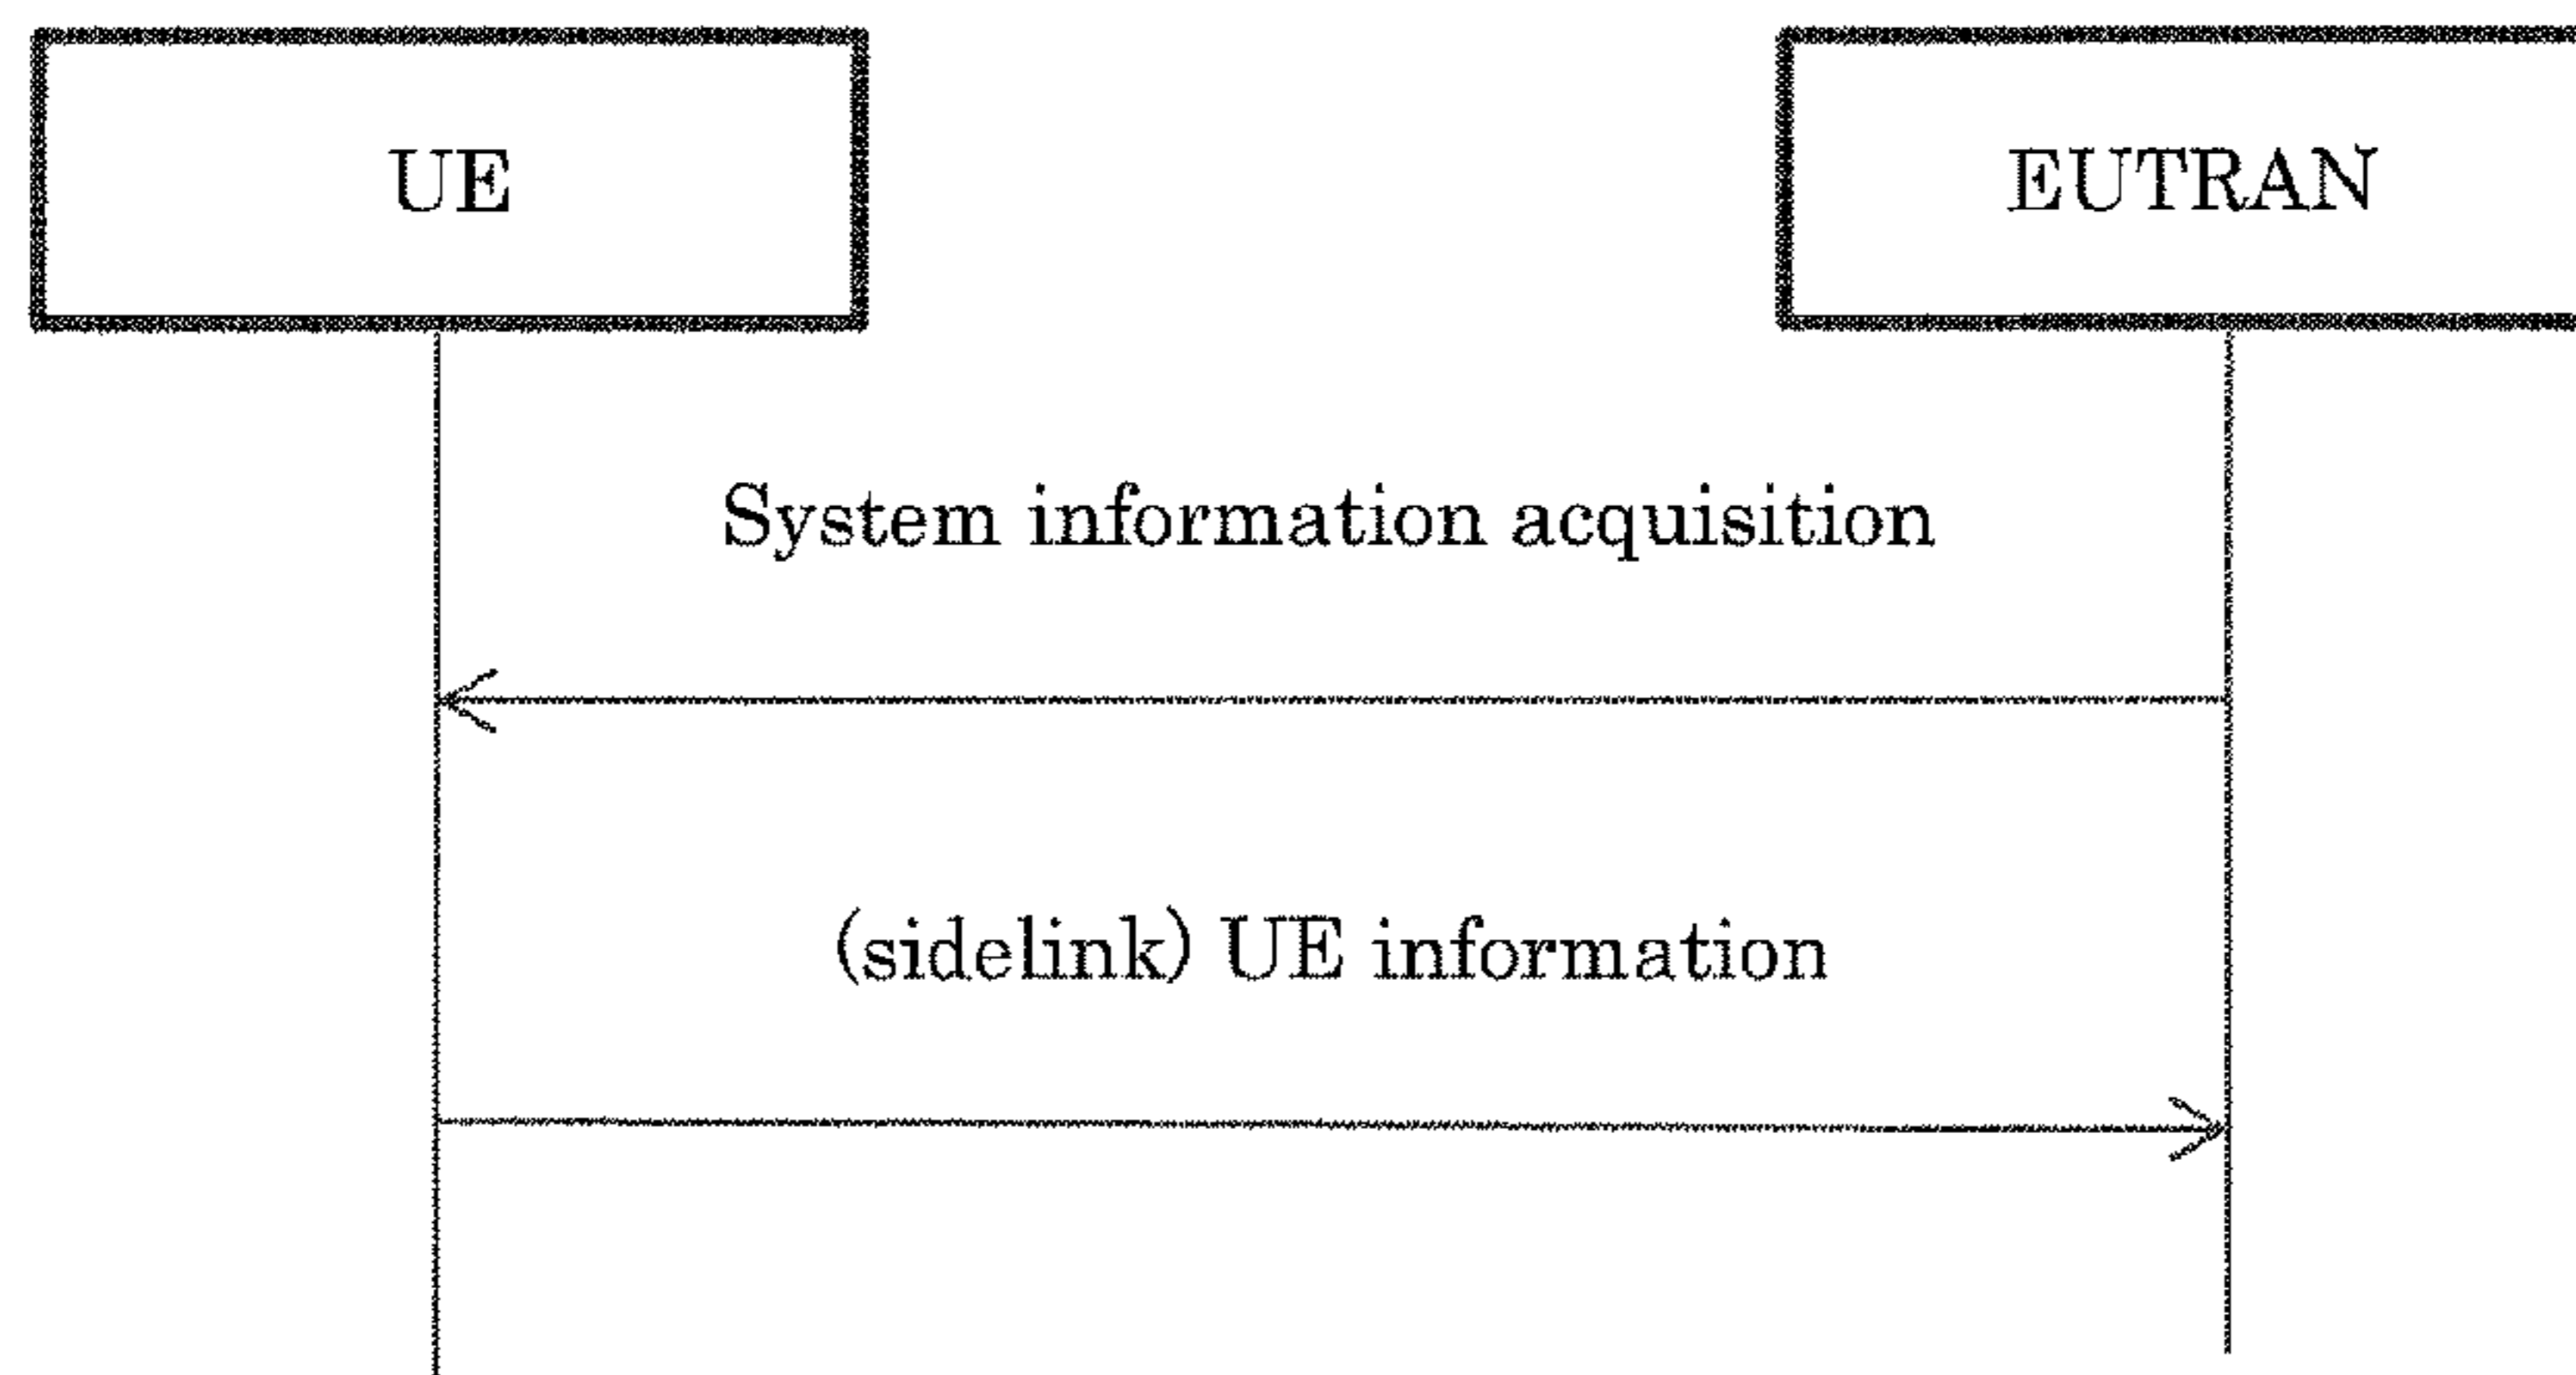 UE
EUTRAN
System information acquisition
(sidelink) UE information